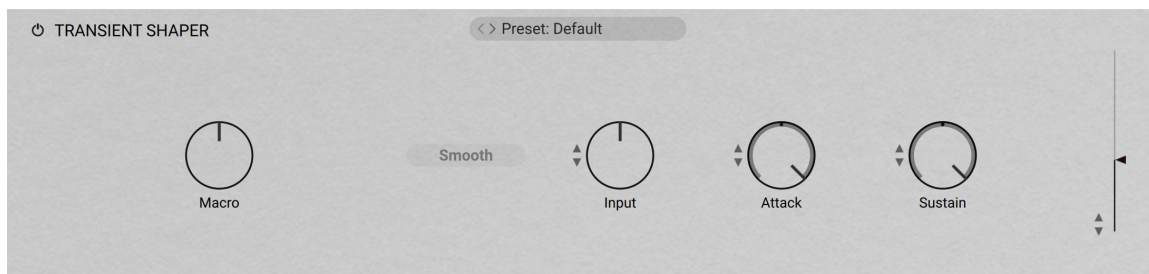 TRANSIENT SHAPER
Preset: Default
Smooth
Macro
Input
Attack
Sustain